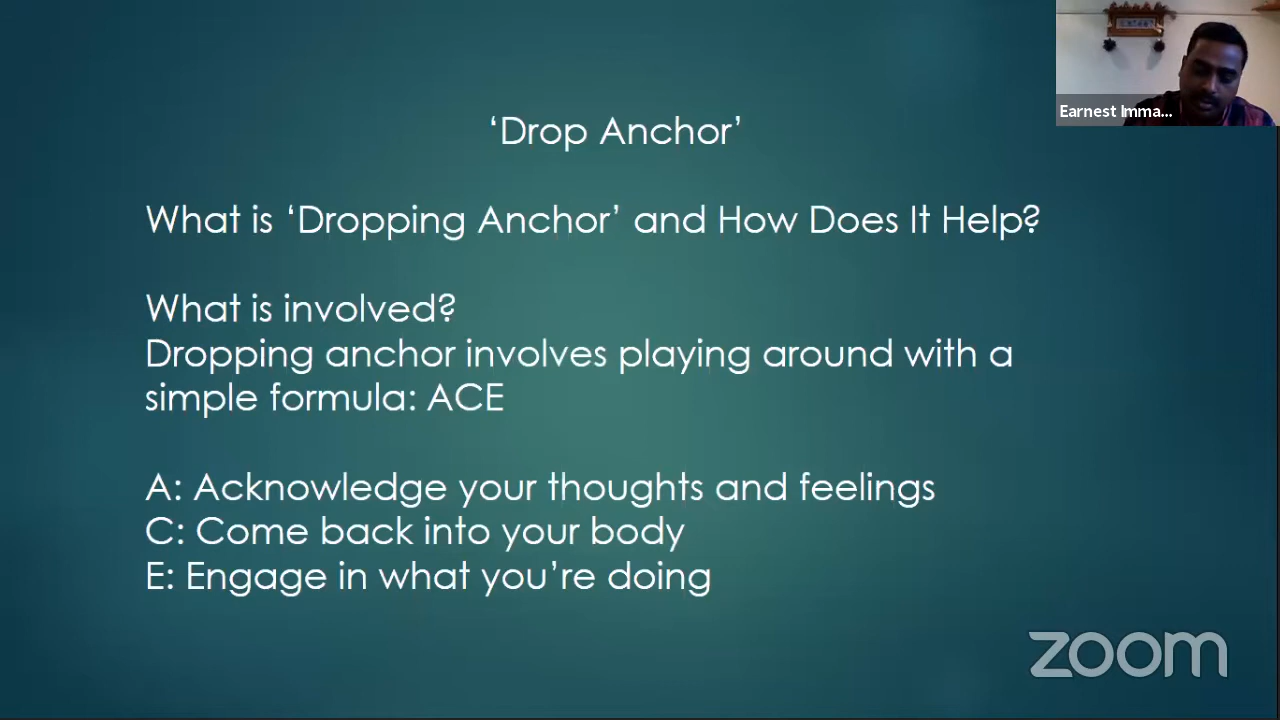 Earnest Imma...
‘Drop Anchor’
What is ‘Dropping Anchor’ and How Does It Help?
What is involved?
Dropping anchor involves playing around with a
simple formula: ACE
A: Acknowledge your thoughts and feelings
C: Come back into your body
E: Engage in what you’re doing
zoom